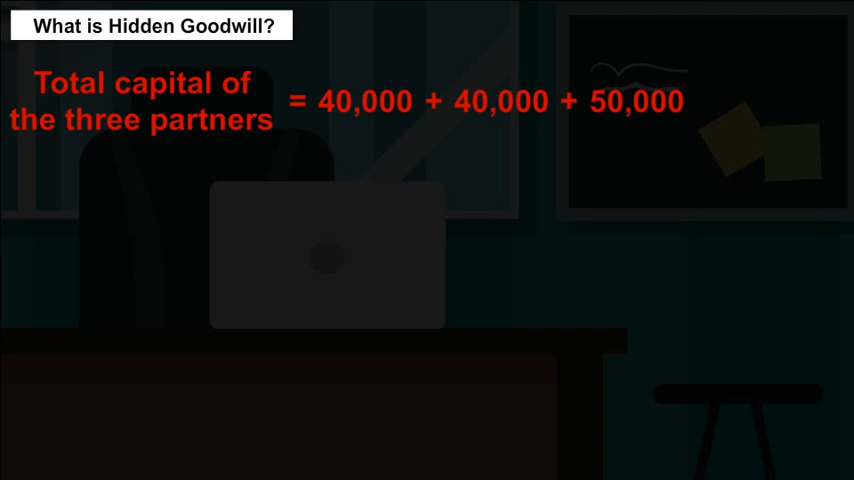 What is Hidden Goodwill?
Total capital of
the three partners = 40,000 + 40,000 + 50,000